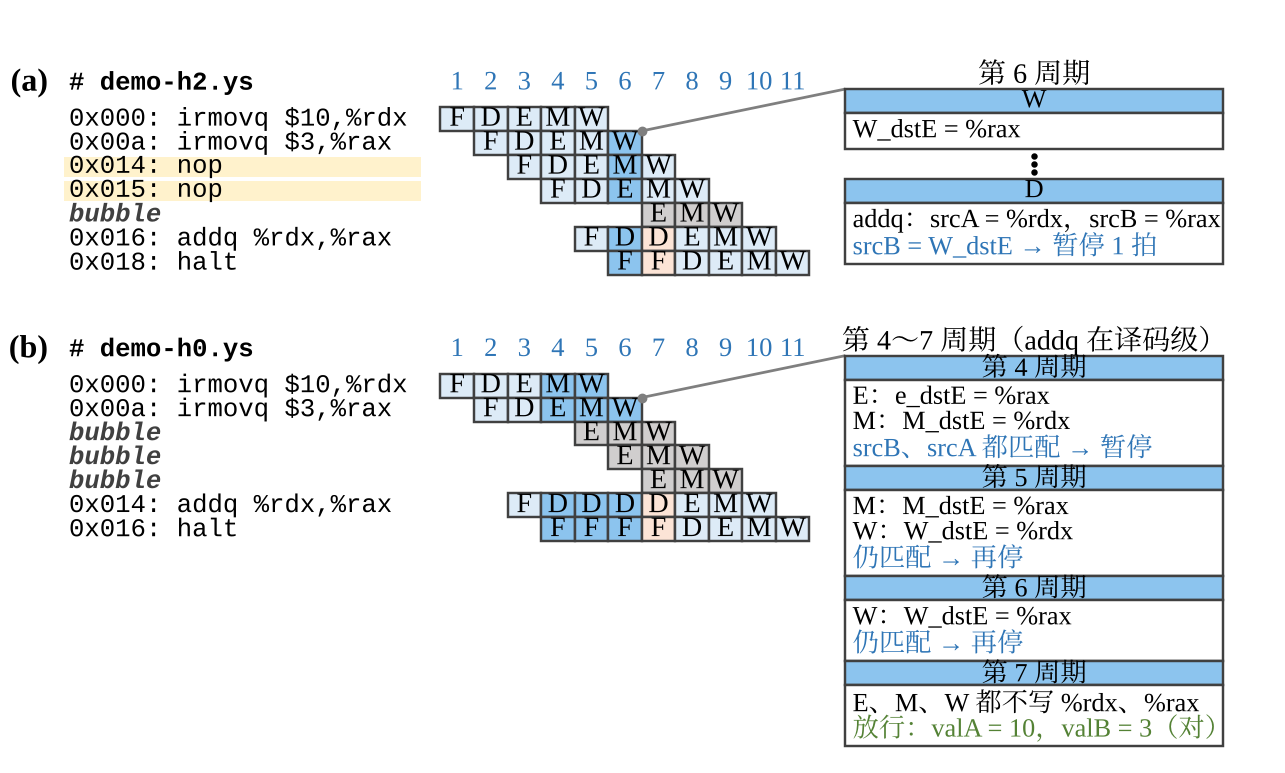 (a) # demo-h2.ys
1 2 3 4 5 6 7 8 9 10 11
0x000: irmovq $10,%rdx F D E M W
0x00a: irmovq $3,%rax F D E M W
0x014: nop F D E M W
0x015: nop F D E M W
bubble E M W
0x016: addq %rdx,%rax F D D E M W
0x018: halt F F D E M W
第 6 周期
W
W_dstE = %rax
D
addq：srcA = %rdx，srcB = %rax
srcB = W_dstE → 暂停 1 拍
(b) # demo-h0.ys
1 2 3 4 5 6 7 8 9 10 11
0x000: irmovq $10,%rdx F D E M W
0x00a: irmovq $3,%rax F D E M W
bubble E M W
bubble E M W
bubble E M W
0x014: addq %rdx,%rax F D D D D E M W
0x016: halt F F F F D E M W
第 4～7 周期（addq 在译码级）
第 4 周期
E：e_dstE = %rax
M：M_dstE = %rdx
srcB、srcA 都匹配 → 暂停
第 5 周期
M：M_dstE = %rax
W：W_dstE = %rdx
仍匹配 → 再停
第 6 周期
W：W_dstE = %rax
仍匹配 → 再停
第 7 周期
E、M、W 都不写 %rdx、%rax
放行：valA = 10，valB = 3（对）